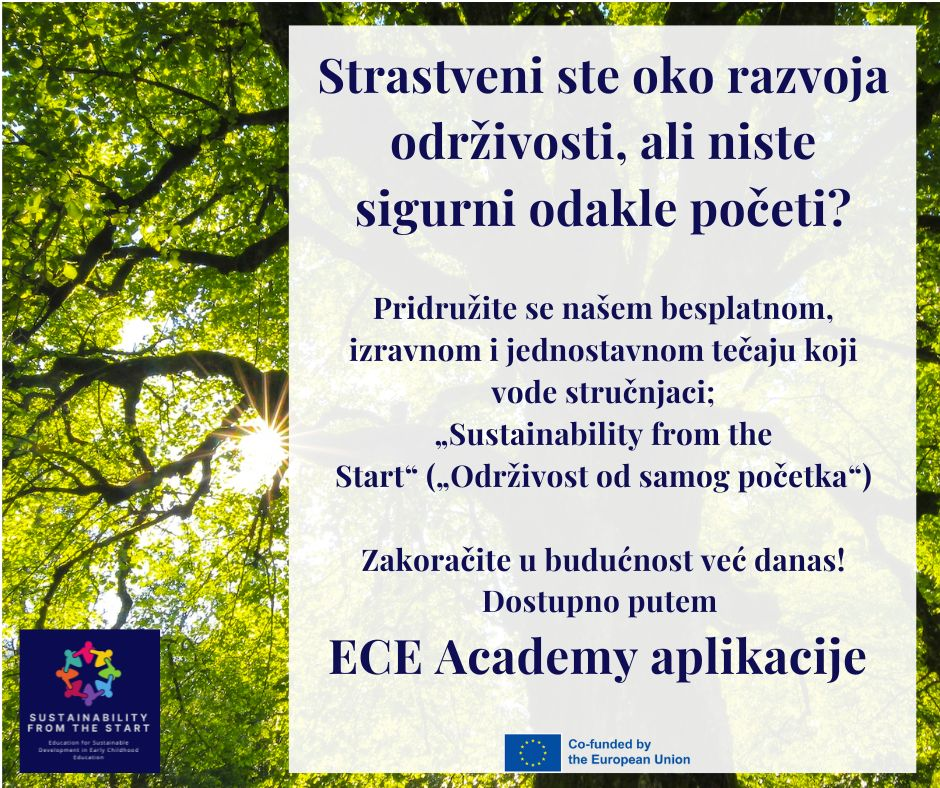 Strastveni ste oko razvoja
održivosti, ali niste
sigurni odakle početi?
Pridružite se našem besplatnom,
izravnom i jednostavnom tečaju koji
vode stručnjaci;
„Sustainability from the
Start“ („Održivost od samog početka“)
Zakoračite u budućnost već danas!
Dostupno putem
ECE Academy aplikacije
SUSTAINABILITY
FROM THE START
Education for Sustainable
Development in Early Childhood
Education
Co-funded by
the European Union